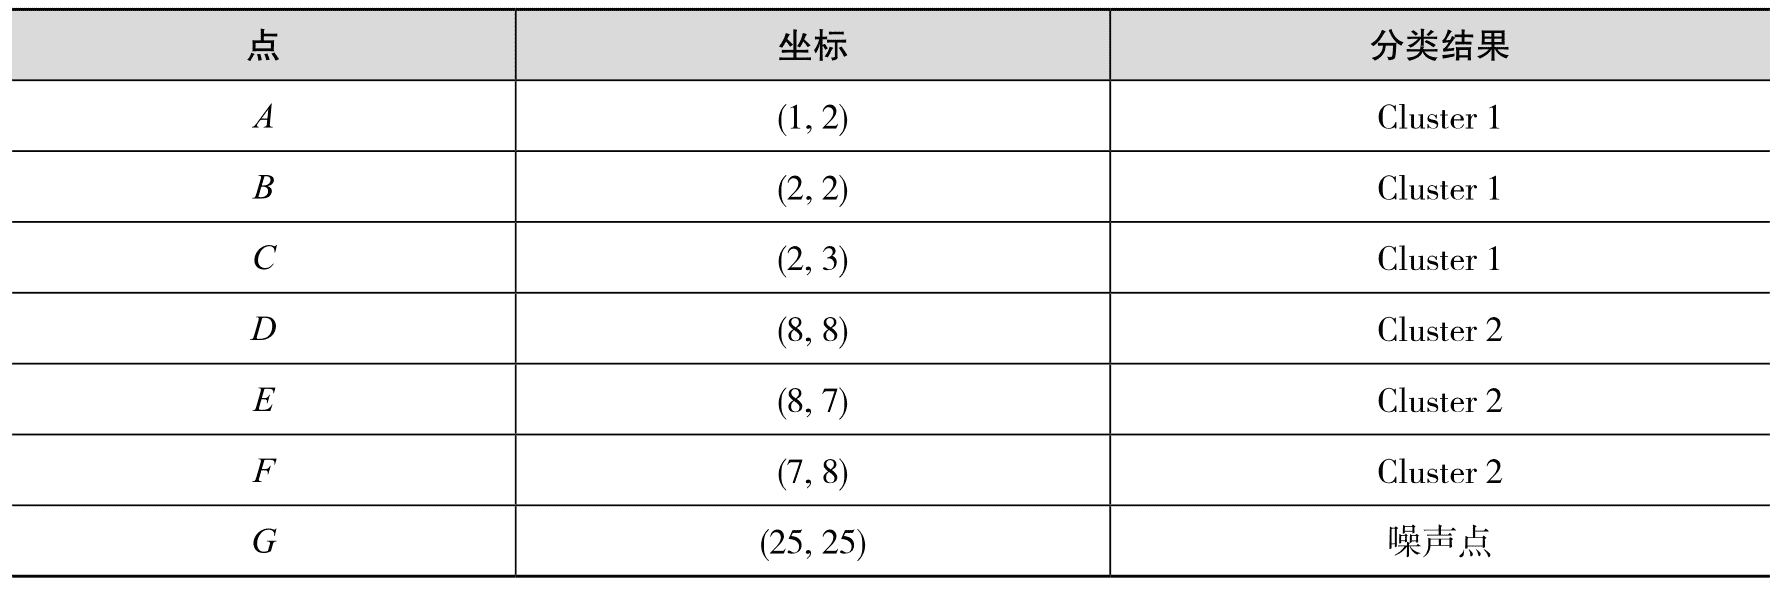 点 坐标 分类结果
A (1, 2) Cluster 1
B (2, 2) Cluster 1
C (2, 3) Cluster 1
D (8, 8) Cluster 2
E (8, 7) Cluster 2
F (7, 8) Cluster 2
G (25, 25) 噪声点